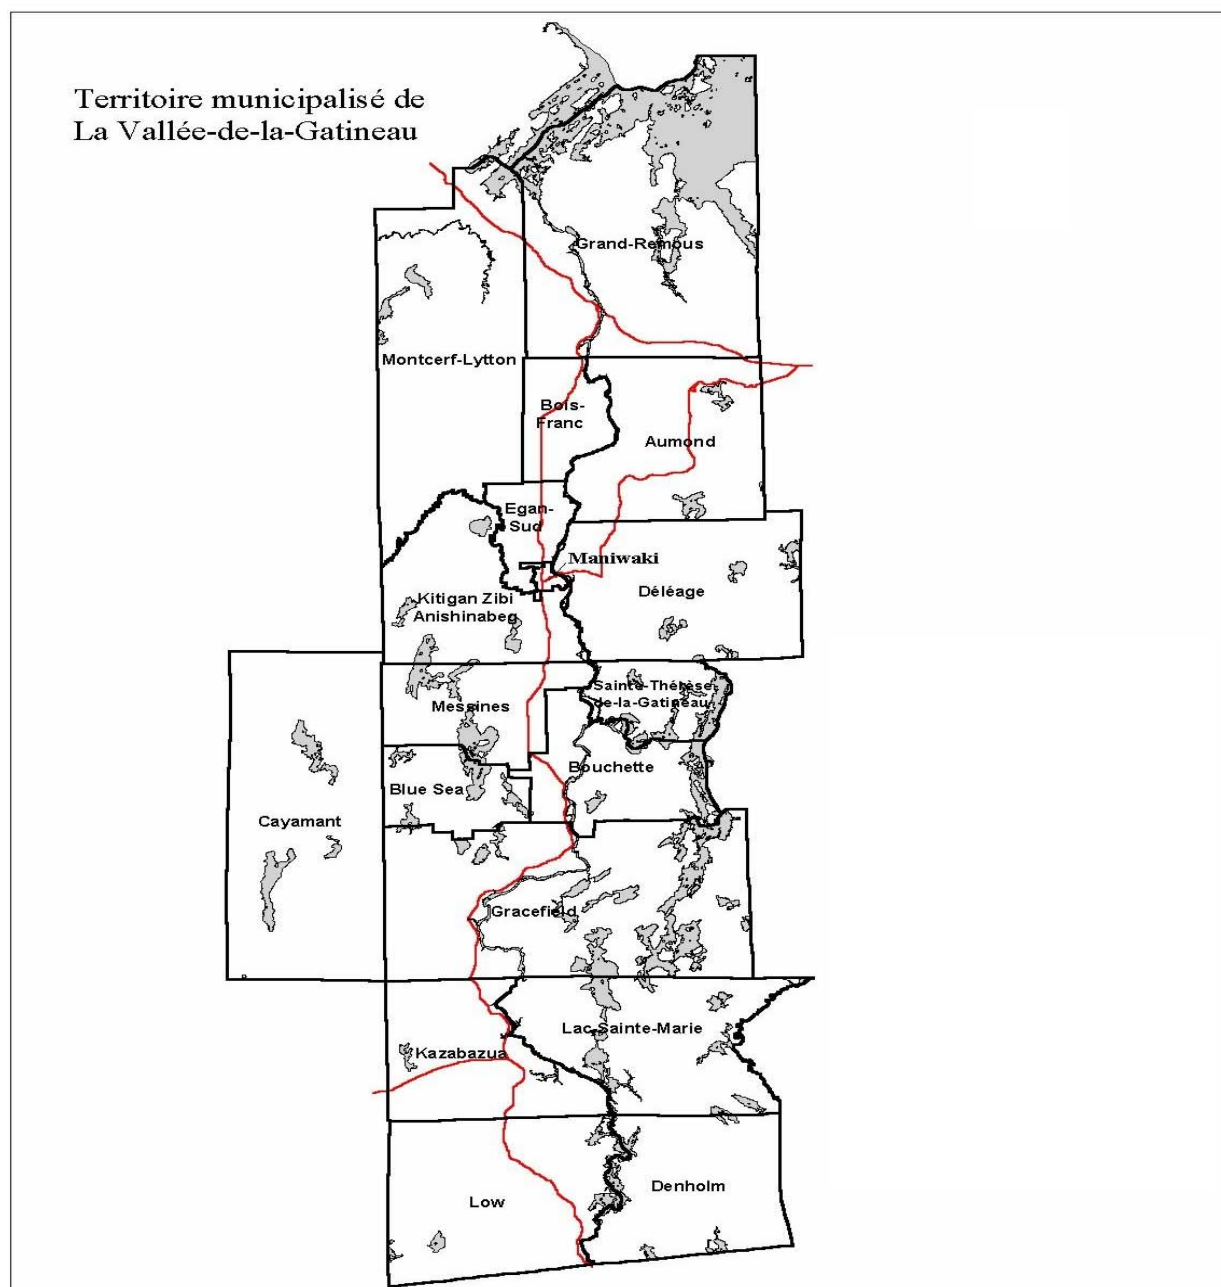 Territoire municipalisé de
La Vallée-de-la-Gatineau
Grand-Remous
Montcerf-Lytton
Bois-
Franc
Aumond
Egan-
Sud
Maniwaki
Déléage
Kitigan Zibi
Anishinabeg
Sainte-Thérèse-
de-la-Gatineau
Messines
Bouchette
Blue Sea
Cayamant
Gracefield
Lac-Sainte-Marie
Kazabazua
Denholm
Low